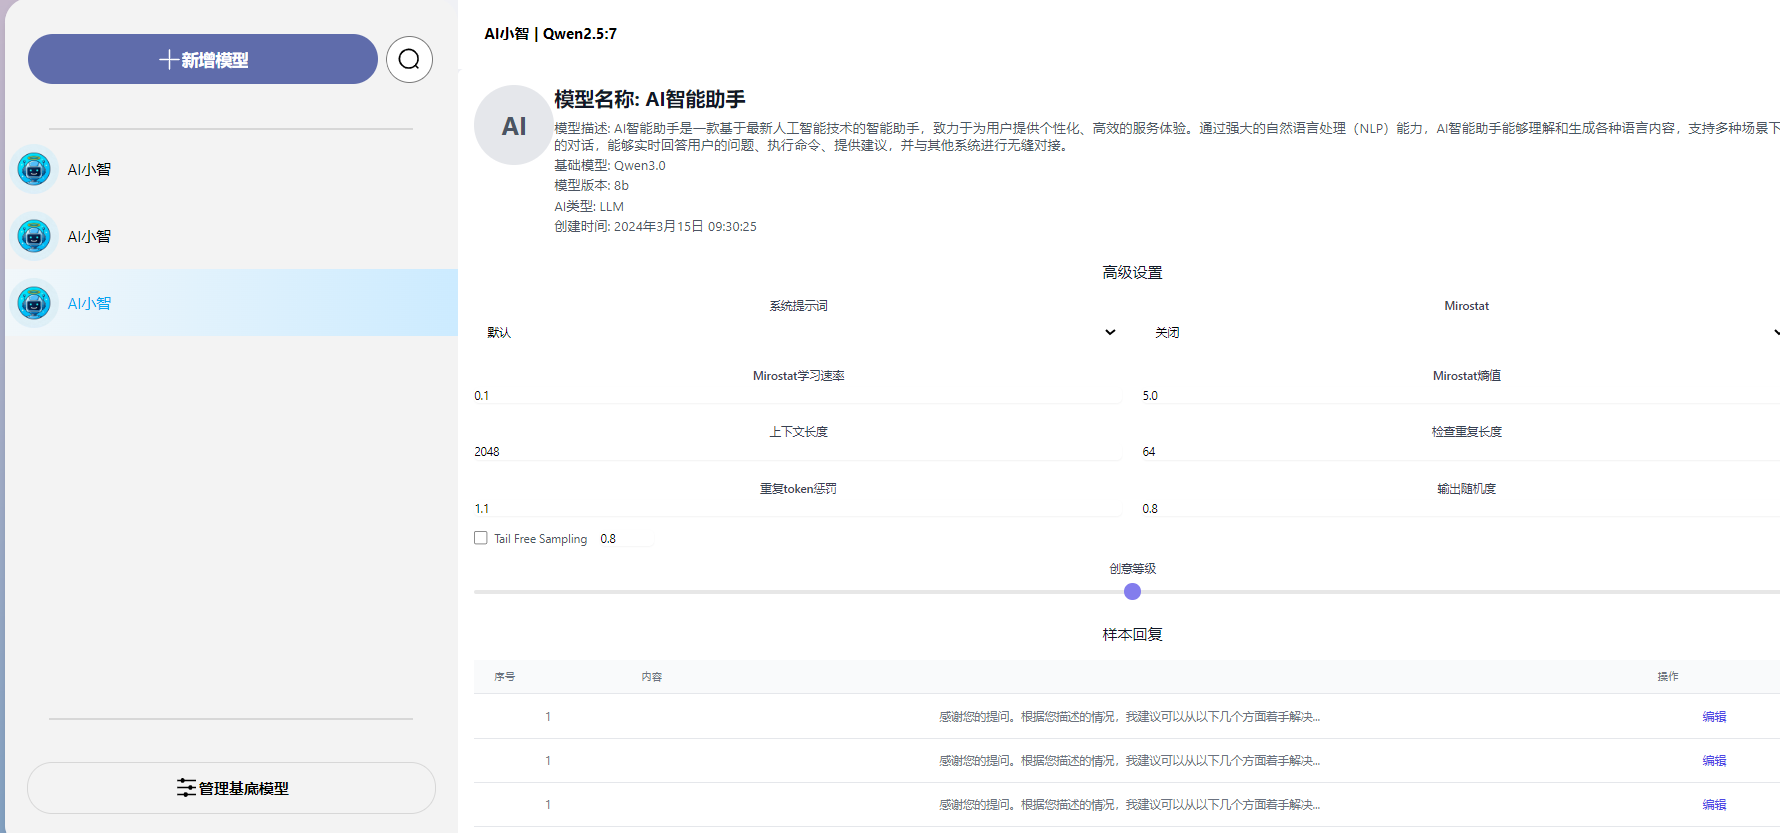 新增模型
AI小智
AI小智
AI小智
管理基底模型
AI小智 | Qwen2.5:7
AI
模型名称: AI智能助手
模型描述: AI智能助手是一款基于最新人工智能技术的智能助手，致力于为用户提供个性化、高效的服务体验。通过强大的自然语言处理（NLP）能力，AI智能助手能够理解和生成各种语言内容，支持多种场景下
的对话，能够实时回答用户的问题、执行命令、提供建议，并与其他系统进行无缝对接。
基础模型: Qwen3.0
模型版本: 8b
AI类型: LLM
创建时间: 2024年3月15日 09:30:25
高级设置
系统提示词 Mirostat
默认 关闭
Mirostat学习速率 Mirostat熵值
0.1 5.0
上下文长度 检查重复长度
2048 64
重复token惩罚 输出随机度
1.1 0.8
Tail Free Sampling 0.8
创意等级
样本回复
序号 内容 操作
1 感谢您的提问。根据您描述的情况，我建议可以从以下几个方面着手解决... 编辑
1 感谢您的提问。根据您描述的情况，我建议可以从以下几个方面着手解决... 编辑
1 感谢您的提问。根据您描述的情况，我建议可以从以下几个方面着手解决... 编辑